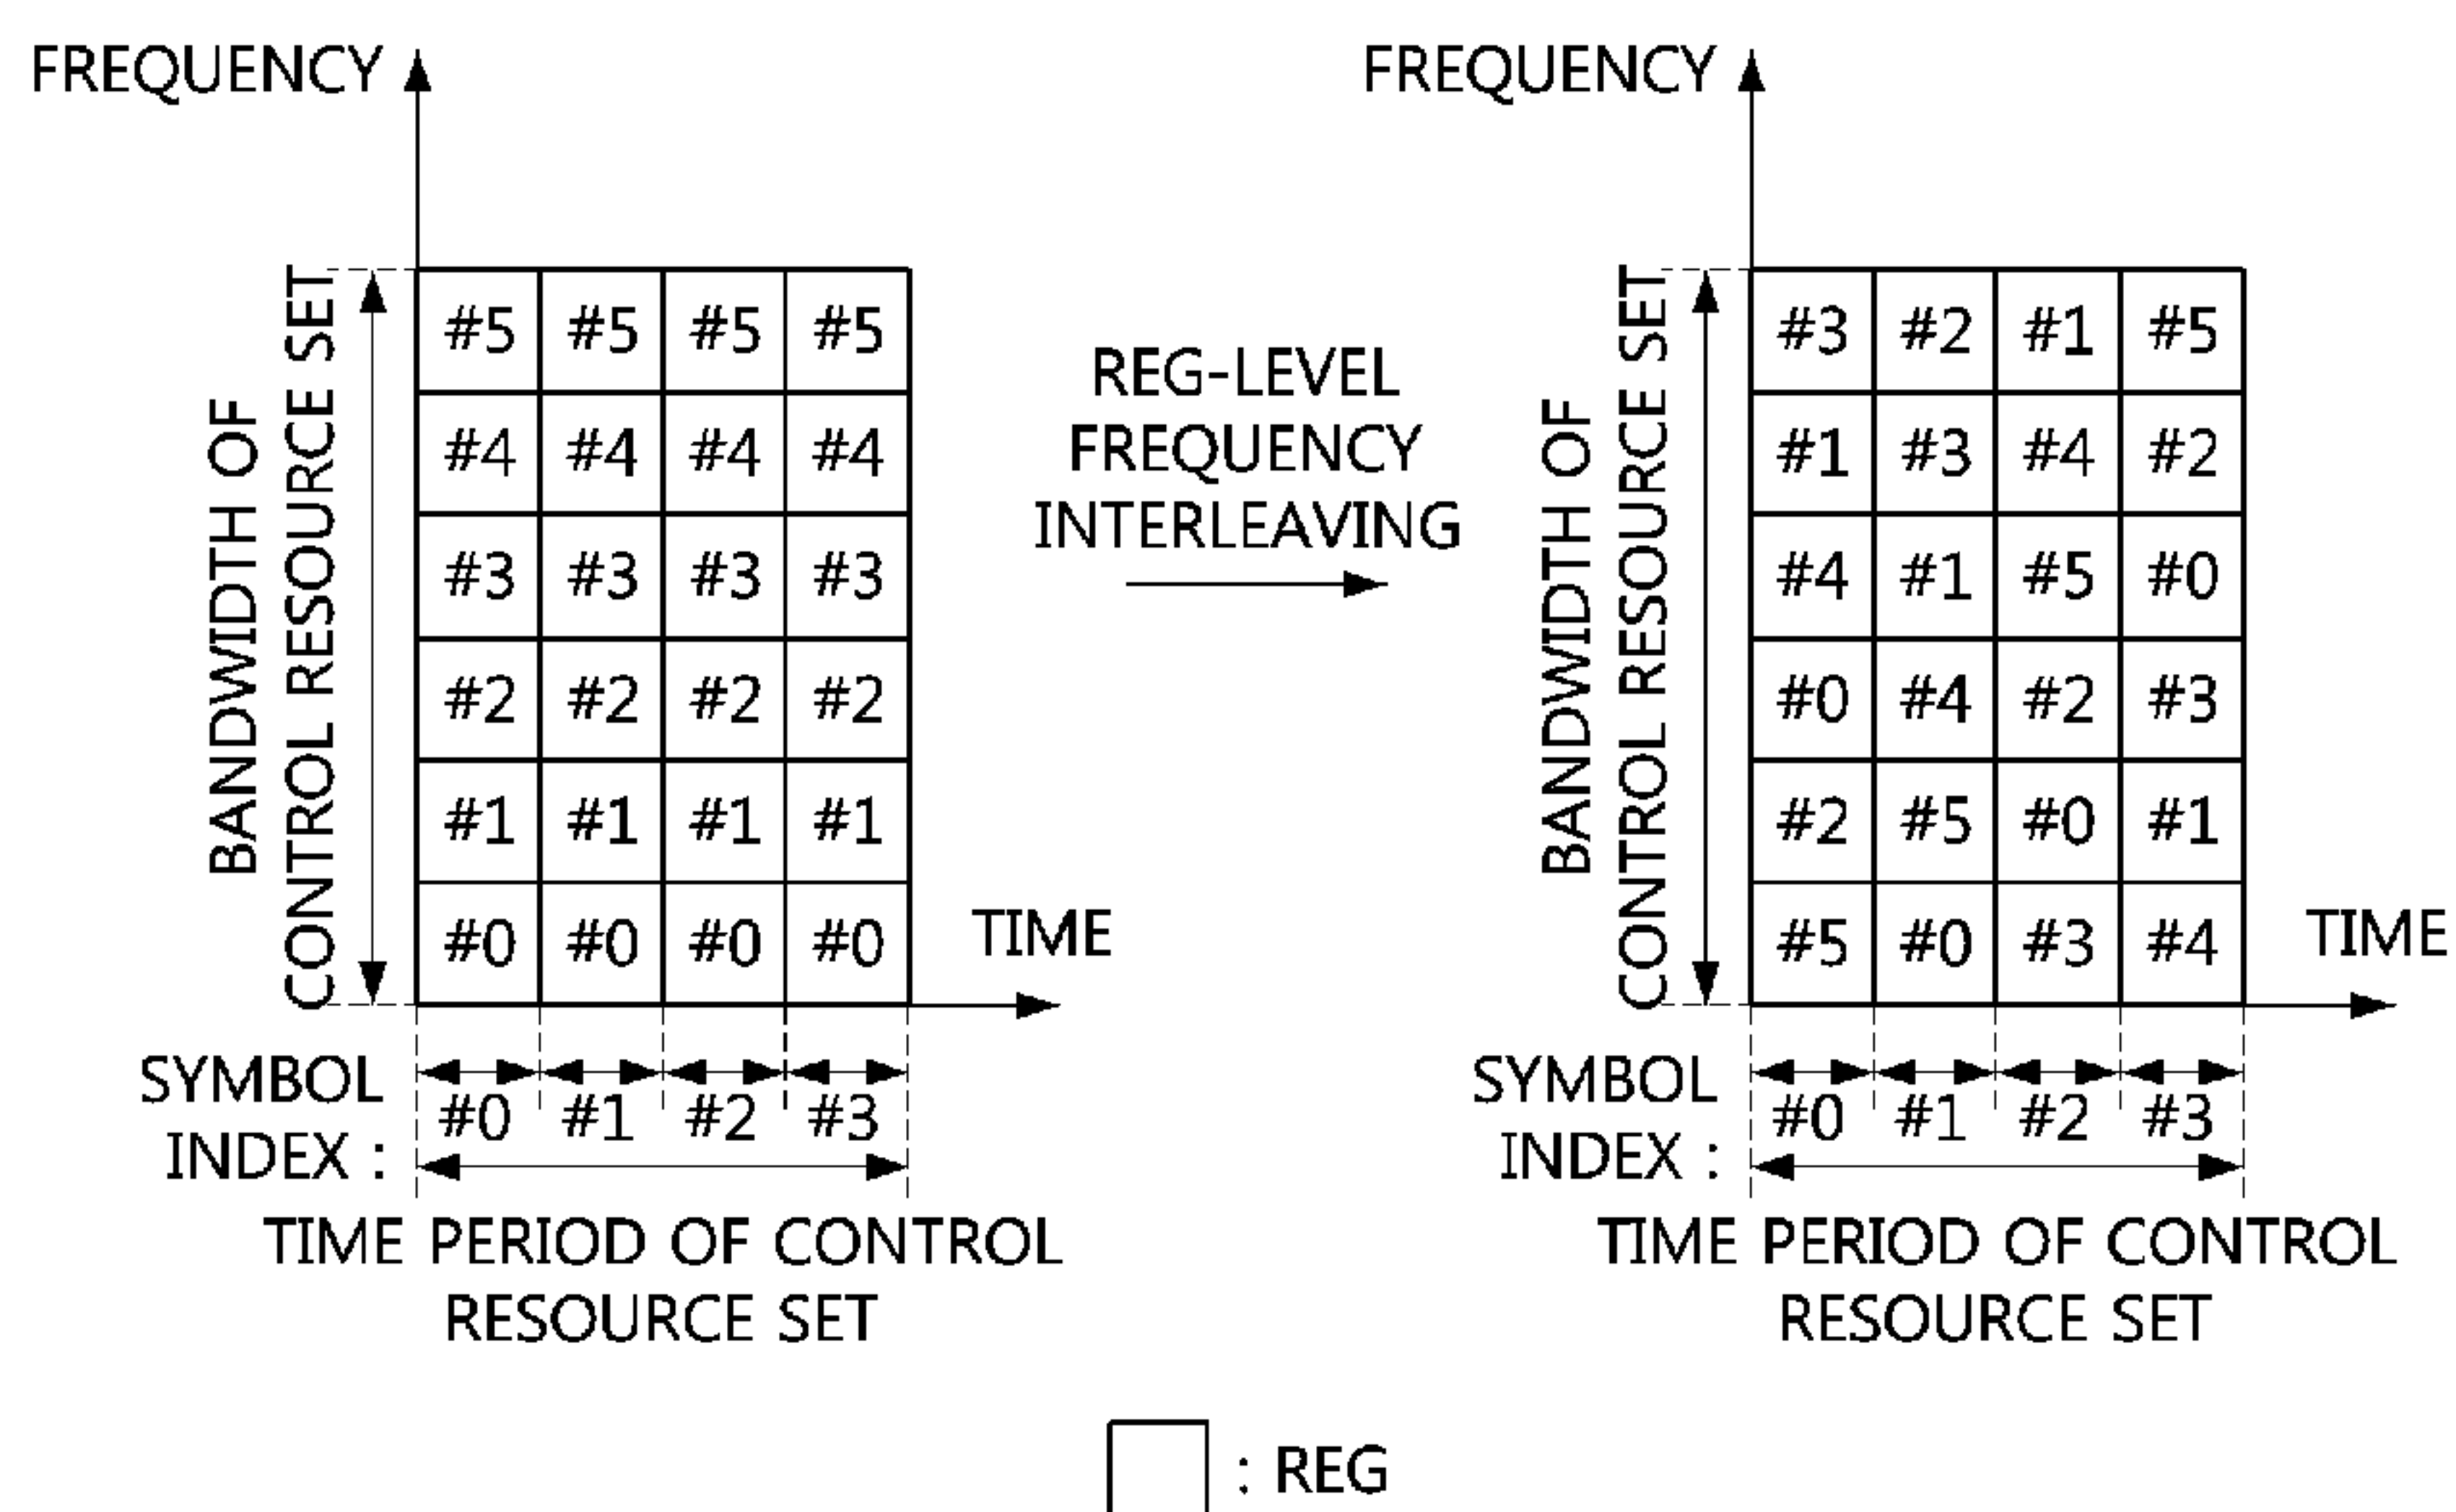 FREQUENCY
BANDWIDTH OF
CONTROL RESOURCE SET
#5 #5 #5 #5
#4 #4 #4 #4
#3 #3 #3 #3
#2 #2 #2 #2
#1 #1 #1 #1
#0 #0 #0 #0
TIME
SYMBOL
INDEX :
#0 #1 #2 #3
TIME PERIOD OF CONTROL
RESOURCE SET
REG-LEVEL
FREQUENCY
INTERLEAVING
FREQUENCY
BANDWIDTH OF
CONTROL RESOURCE SET
#3 #2 #1 #5
#1 #3 #4 #2
#4 #1 #5 #0
#0 #4 #2 #3
#2 #5 #0 #1
#5 #0 #3 #4
TIME
SYMBOL
INDEX :
#0 #1 #2 #3
TIME PERIOD OF CONTROL
RESOURCE SET
: REG